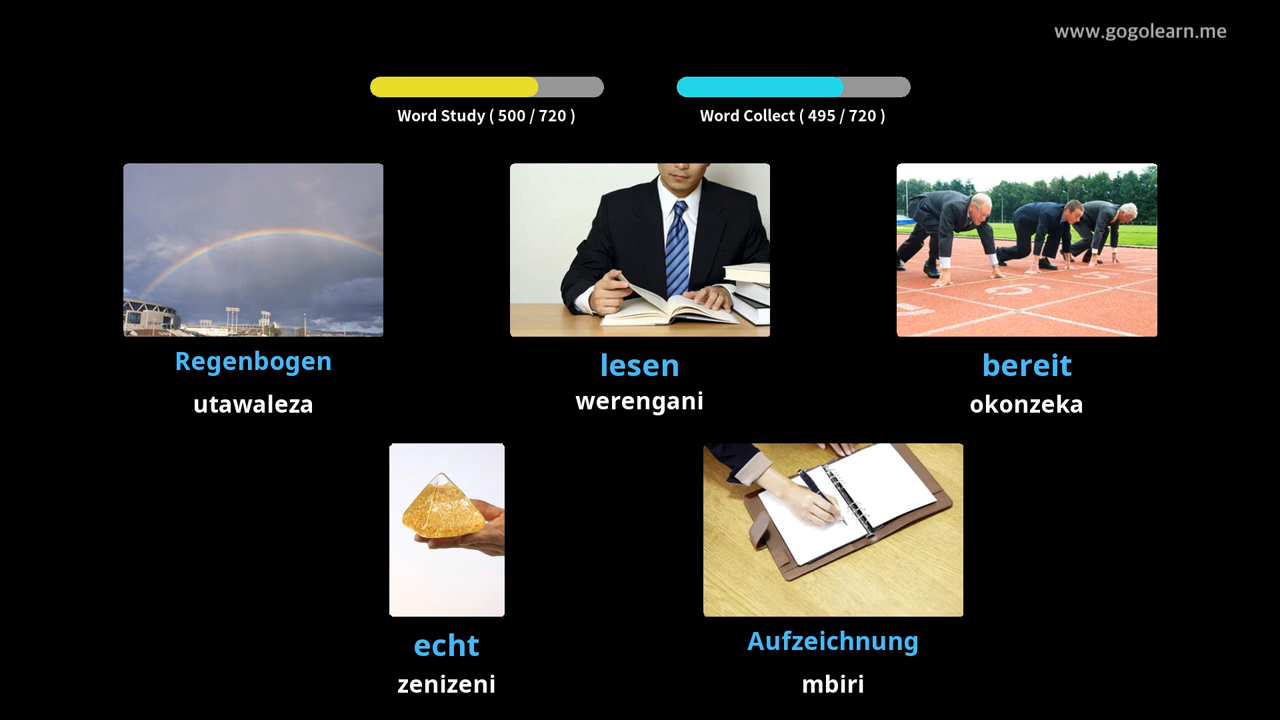 www.gogolearn.me
Word Study ( 500 / 720 )
Word Collect ( 495 / 720 )
Regenbogen
utawaleza
lesen
werengani
bereit
okonzeka
echt
zenizeni
Aufzeichnung
mbiri